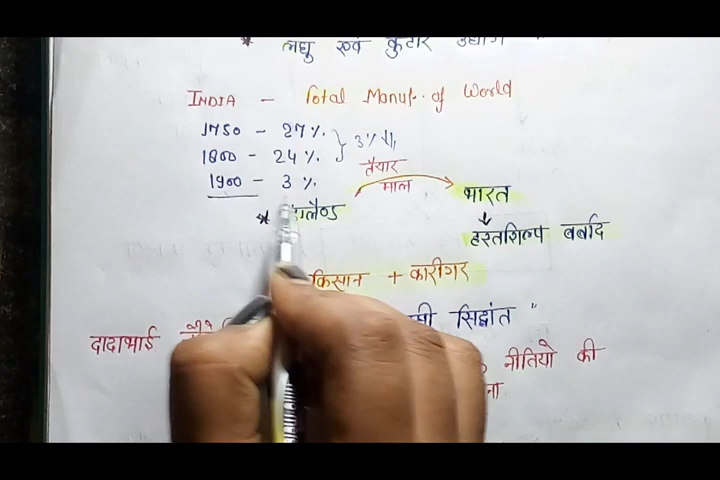 * लघु एवं कुटीर उद्योग "
INDIA - Total Manuf. of World
1750 - 27%.
1800 - 24%. } 3% ↓
1900 - 3%.
तैयार माल
* इंग्लैण्ड → भारत
↓
हस्तशिल्प बर्बाद
किसान + कारीगर
सिद्धांत "
दादाभाई
नीतियो की
ना